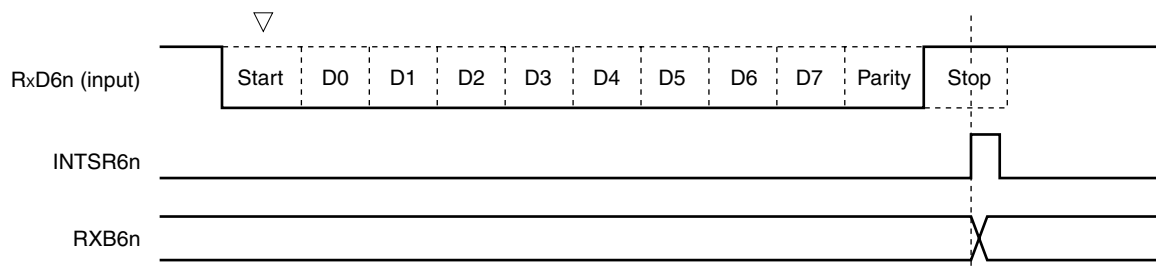 RxD6n (input) Start D0 D1 D2 D3 D4 D5 D6 D7 Parity Stop
INTSR6n
RXB6n